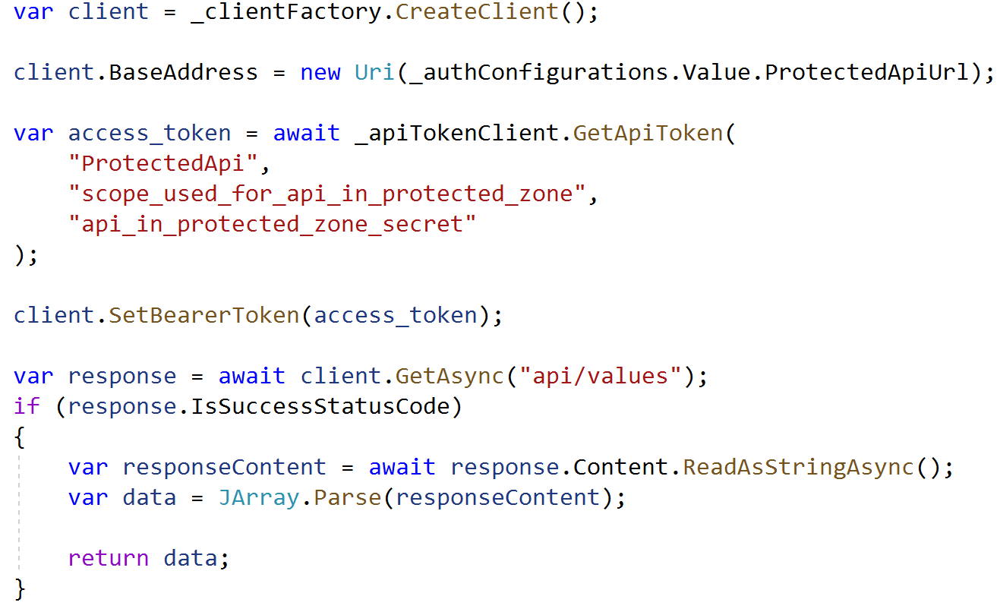 var client = _clientFactory.CreateClient();
client.BaseAddress = new Uri(_authConfigurations.Value.ProtectedApiUrl);
var access_token = await _apiTokenClient.GetApiToken(
    "ProtectedApi",
    "scope_used_for_api_in_protected_zone",
    "api_in_protected_zone_secret"
);
client.SetBearerToken(access_token);
var response = await client.GetAsync("api/values");
if (response.IsSuccessStatusCode)
{
    var responseContent = await response.Content.ReadAsStringAsync();
    var data = JArray.Parse(responseContent);
    return data;
}